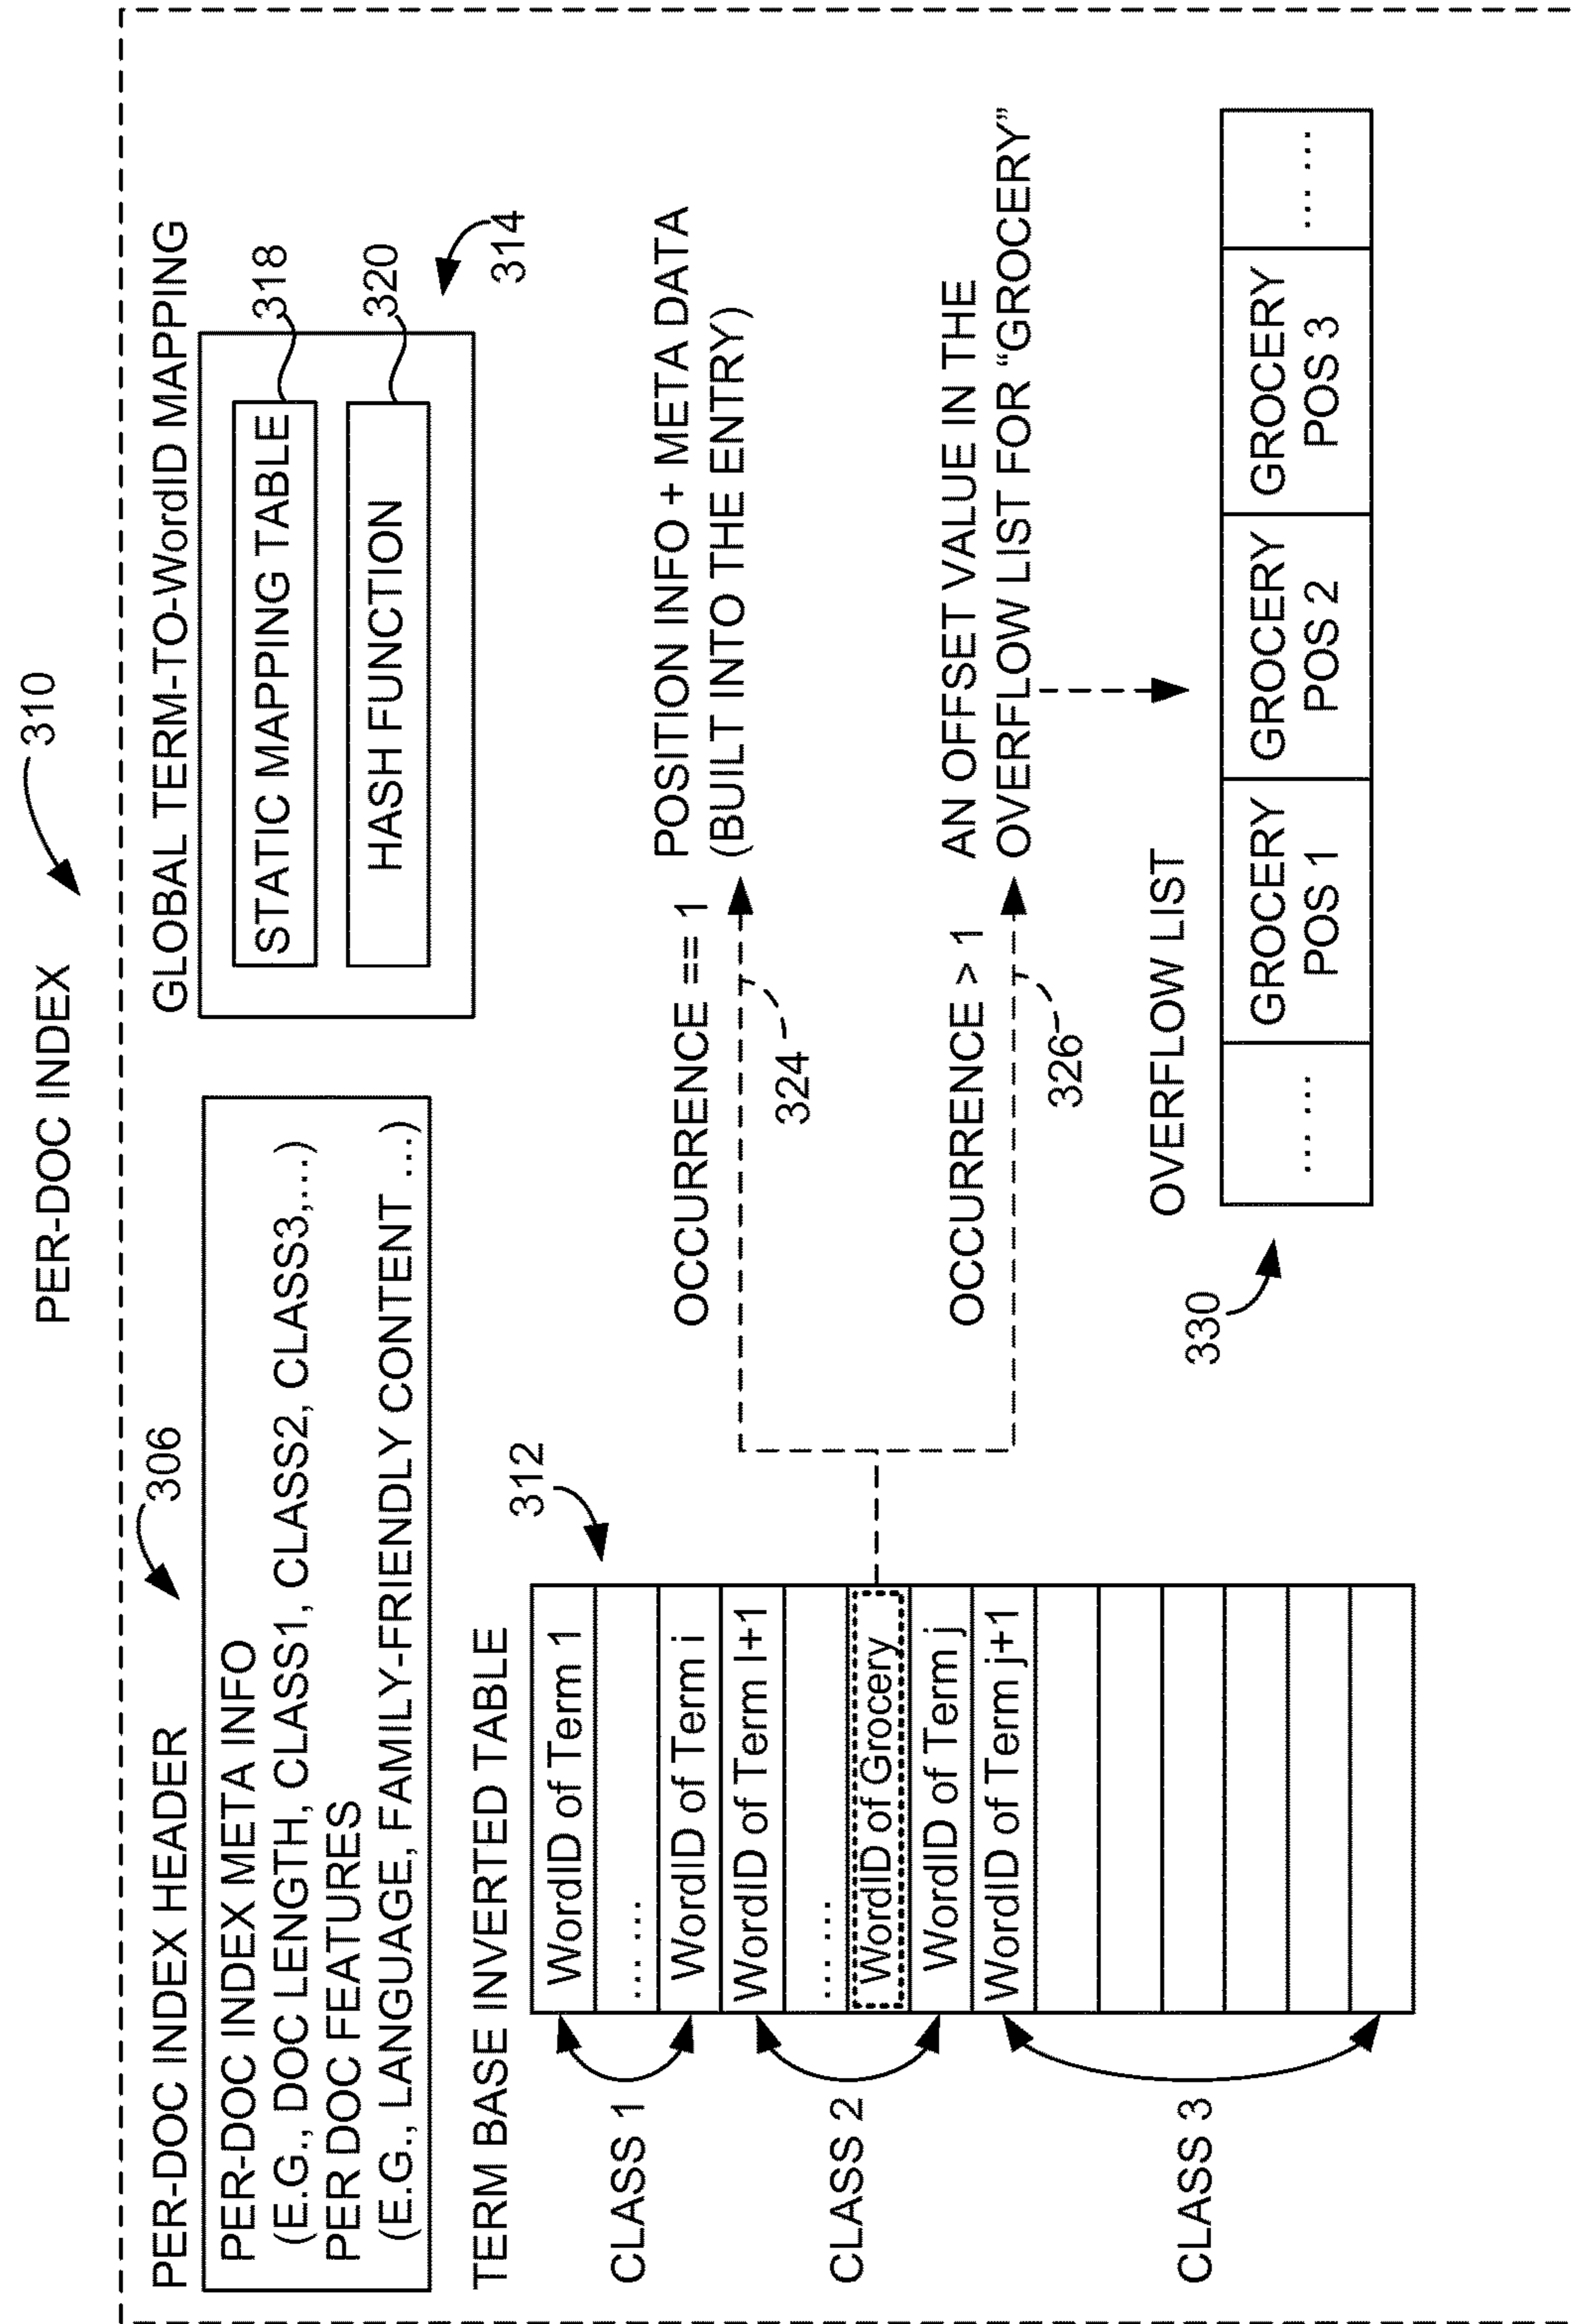 PER-DOC INDEX
310
PER-DOC INDEX HEADER
306
PER-DOC INDEX META INFO
(E.G., DOC LENGTH, CLASS1, CLASS2, CLASS3,...)
PER DOC FEATURES
(E.G., LANGUAGE, FAMILY-FRIENDLY CONTENT ...)
GLOBAL TERM-TO-WordID MAPPING
STATIC MAPPING TABLE
318
HASH FUNCTION
320
314
TERM BASE INVERTED TABLE
312
CLASS 1
CLASS 2
CLASS 3
WordID of Term 1
... ...
WordID of Term i
WordID of Term I+1
... ...
WordID of Grocery
WordID of Term j
WordID of Term j+1
OCCURRENCE == 1
324
POSITION INFO + META DATA
(BUILT INTO THE ENTRY)
OCCURRENCE > 1
326
AN OFFSET VALUE IN THE
OVERFLOW LIST FOR “GROCERY”
OVERFLOW LIST
330
... ...
GROCERY
POS 1
GROCERY
POS 2
GROCERY
POS 3
... ...